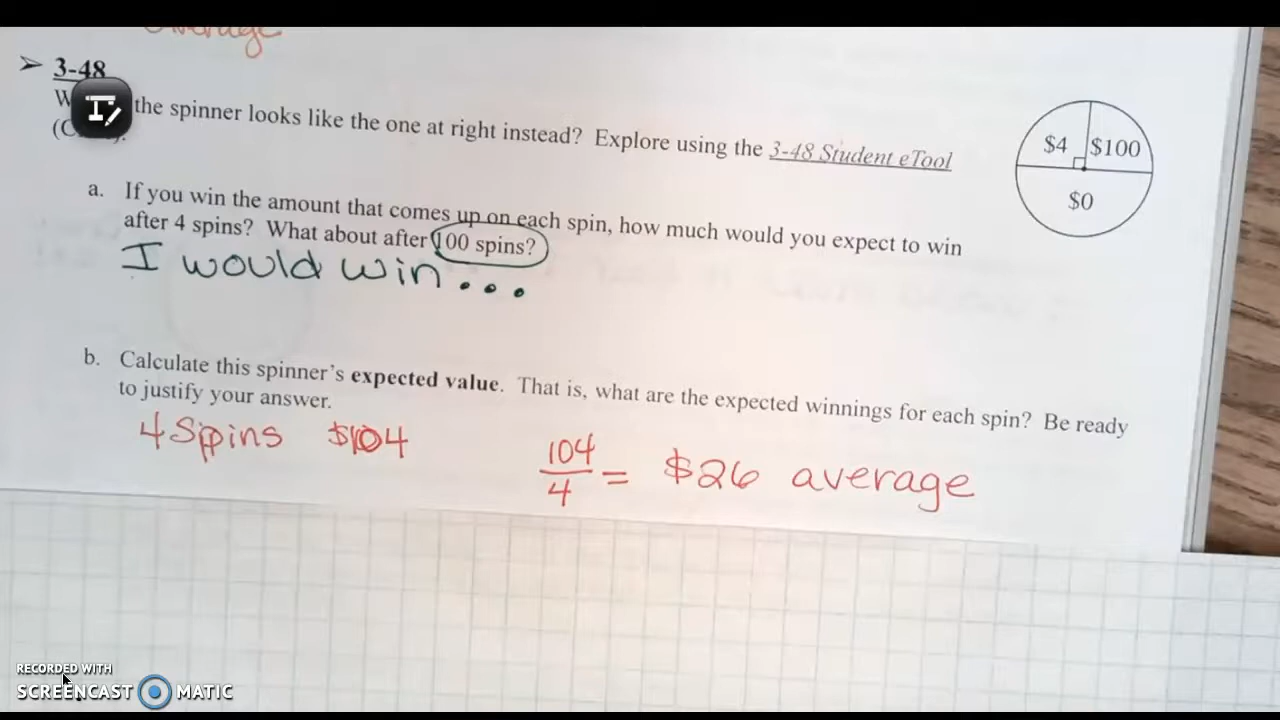 average
➢ 3-48
the spinner looks like the one at right instead? Explore using the 3-48 Student eTool
$4 $100
$0
a. If you win the amount that comes up on each spin, how much would you expect to win
after 4 spins? What about after 100 spins?
I would win...
b. Calculate this spinner's expected value. That is, what are the expected winnings for each spin? Be ready
to justify your answer.
4 Spins $104
104/4 = $26 average
RECORDED WITH
SCREENCAST MATIC